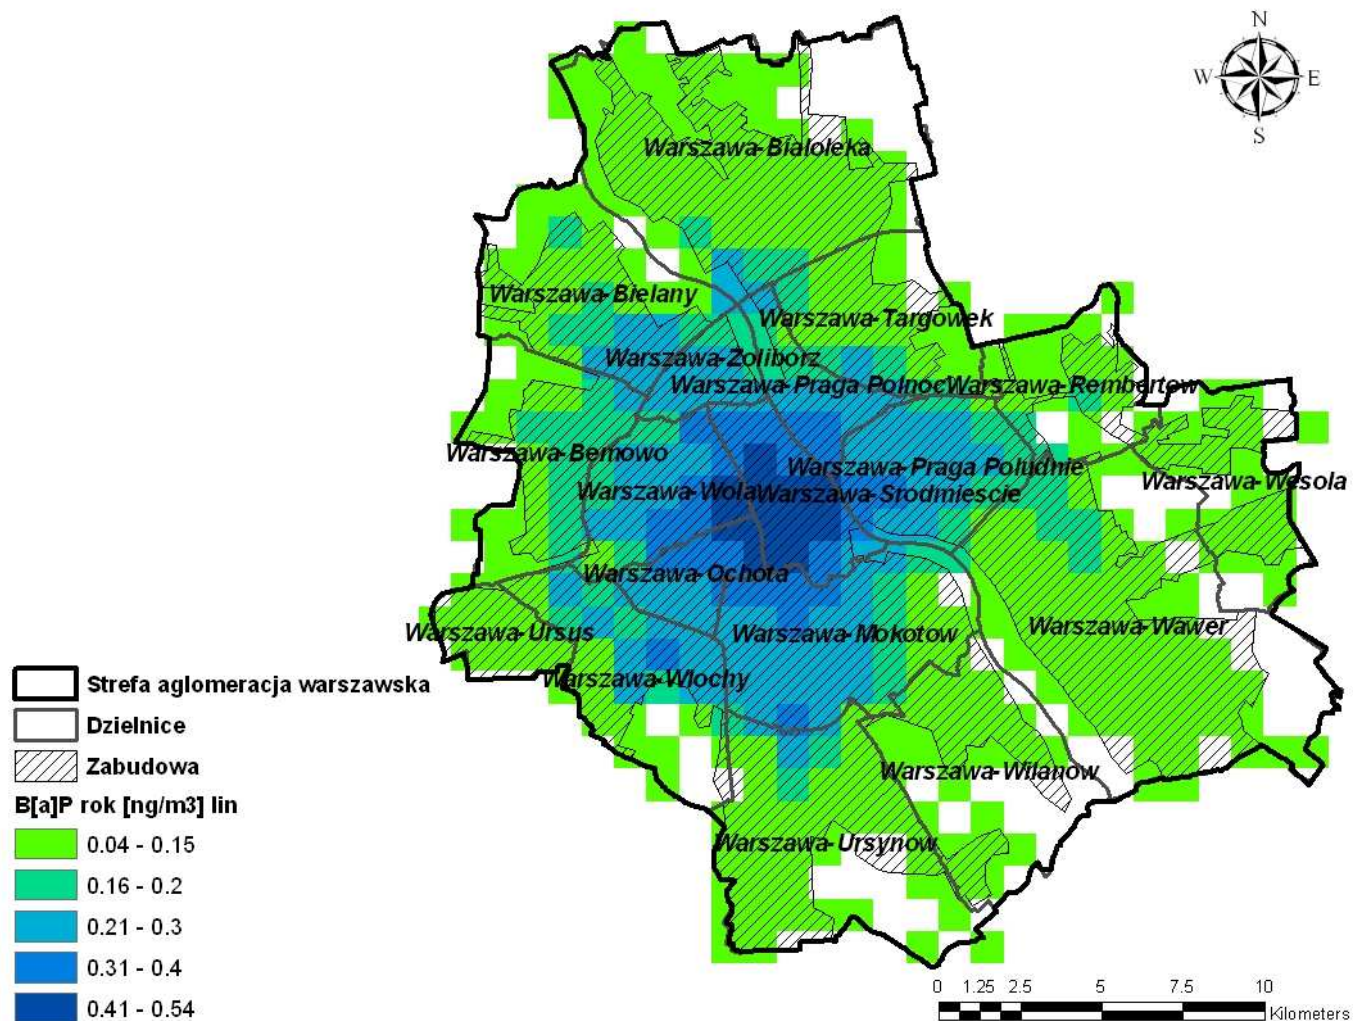 N
W E
S
Warszawa-Bialoleka
Warszawa-Bielany
Warszawa-Targowek
Warszawa-Zoliborz
Warszawa-Praga Polnoc
Warszawa-Rembertow
Warszawa-Bemowo
Warszawa-Praga Poludnie
Warszawa-Wola
Warszawa-Srodmiescie
Warszawa-Wesola
Warszawa-Ochota
Warszawa-Ursus
Warszawa-Mokotow
Warszawa-Wawer
Warszawa-Wlochy
Warszawa-Wilanow
Warszawa-Ursynow
Strefa aglomeracja warszawska
Dzielnice
Zabudowa
B[a]P rok [ng/m3] lin
0.04 - 0.15
0.16 - 0.2
0.21 - 0.3
0.31 - 0.4
0.41 - 0.54
0 1.25 2.5 5 7.5 10
Kilometers